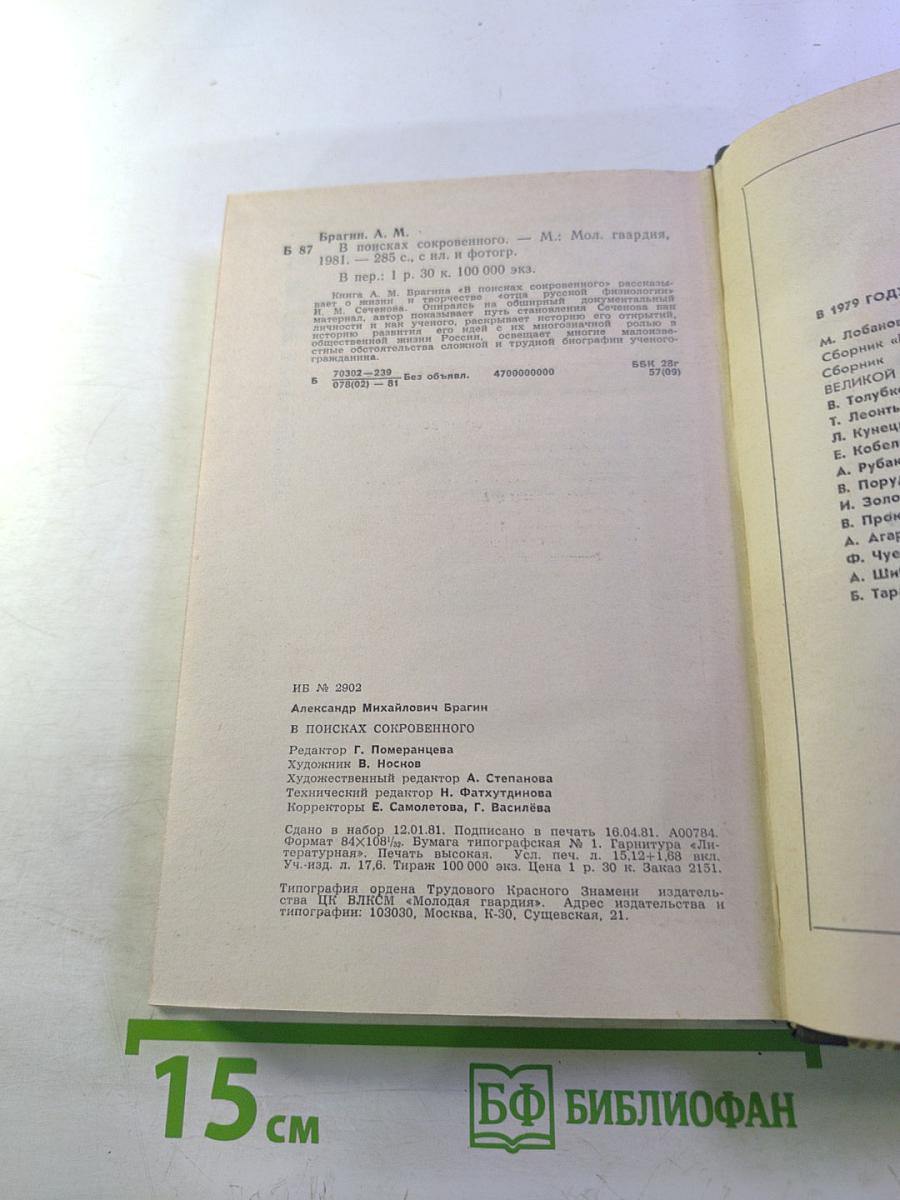 Брагин, А. М.
Б 87 В поисках сокровенного. — М.: Мол. гвардия,
1981. — 285 с., с ил. и фотогр.
В пер.: 1 р. 30 к. 100 000 экз.
Книга А. М. Брагина «В поисках сокровенного» рассказы-
вает о жизни и творчестве «отца русской физиологии»
И. М. Сеченова. Опираясь на обширный документальный
материал, автор показывает путь становления Сеченова как
личности и как ученого, раскрывает историю его открытий,
историю развития его идей с их многозначной ролью в
общественной жизни России, освещает многие малоизве-
стные обстоятельства сложной и трудной биографии ученого-
гражданина.
Б 70302—239 Без объявл. 4700000000 ББК 28г
078(02) — 81 57(09)
ИБ № 2902
Александр Михайлович Брагин
В ПОИСКАХ СОКРОВЕННОГО
Редактор Г. Померанцева
Художник В. Носков
Художественный редактор А. Степанова
Технический редактор Н. Фатхутдинова
Корректоры Е. Самолетова, Г. Василёва
Сдано в набор 12.01.81. Подписано в печать 16.04.81. А00784.
Формат 84×108¹/₃₂. Бумага типографская № 1. Гарнитура «Ли-
тературная». Печать высокая. Усл. печ. л. 15,12+1,68 вкл.
Уч.-изд. л. 17,6. Тираж 100 000 экз. Цена 1 р. 30 к. Заказ 2151.
Типография ордена Трудового Красного Знамени издатель-
ства ЦК ВЛКСМ «Молодая гвардия». Адрес издательства и
типографии: 103030, Москва, К-30, Сущевская, 21.
В 1979 ГОДУ
М. Лобанов
Сборник
Сборник
ВЕЛИКОЙ
В. Толубко
Т. Леонть
Л. Кунец
Е. Кобел
А. Рубак
В. Пору
И. Золо
В. Прок
А. Агар
Ф. Чуе
А. Ши
Б. Тар
15 см
БФ БИБЛИОФАН